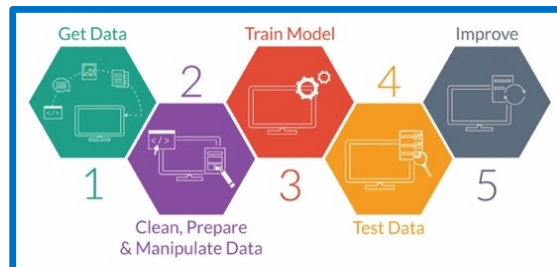 Get Data
Train Model
Improve
2
4
</>
</>
1
3
5
Clean, Prepare
& Manipulate Data
Test Data